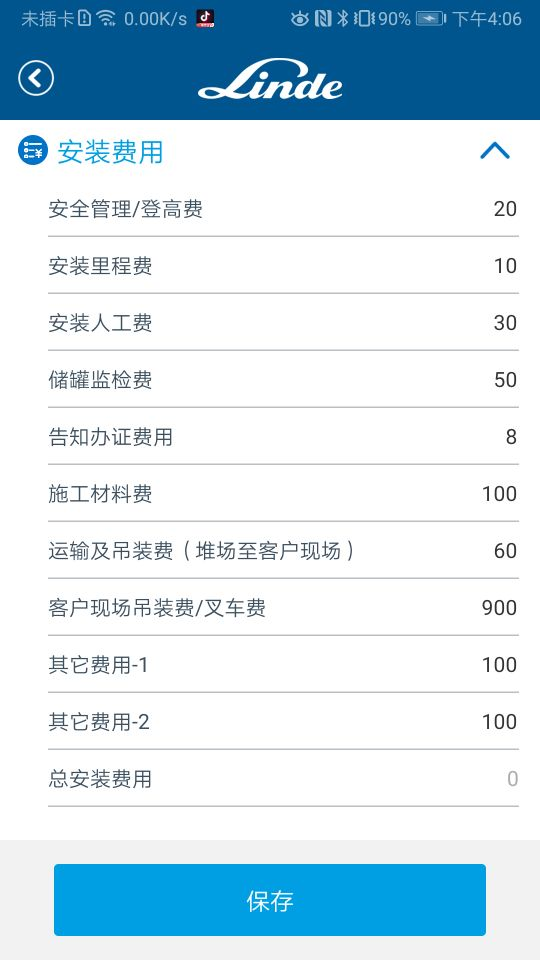 未插卡 0.00K/s 90% 下午4:06
Linde
安装费用
安全管理/登高费 20
安装里程费 10
安装人工费 30
储罐监检费 50
告知办证费用 8
施工材料费 100
运输及吊装费（堆场至客户现场） 60
客户现场吊装费/叉车费 900
其它费用-1 100
其它费用-2 100
总安装费用 0
保存